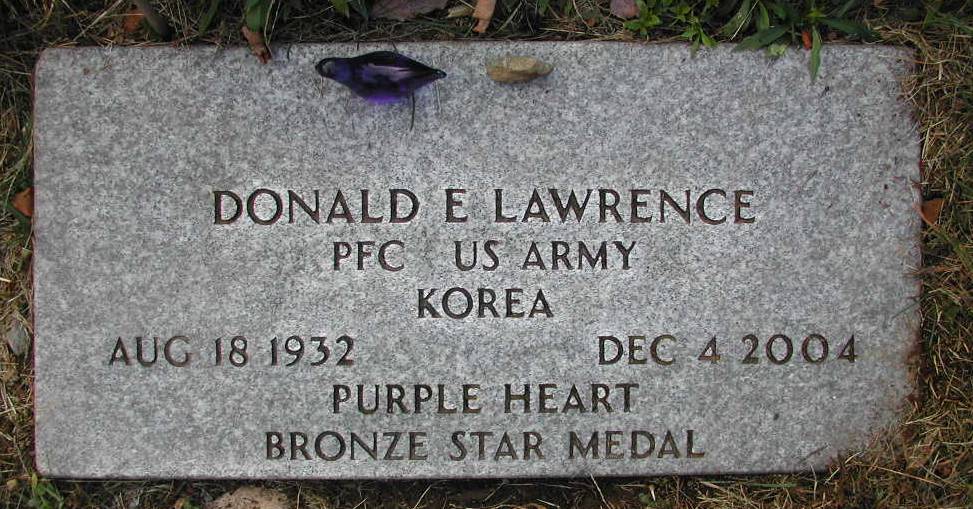 DONALD E LAWRENCE
PFC US ARMY
KOREA
AUG 18 1932 DEC 4 2004
PURPLE HEART
BRONZE STAR MEDAL